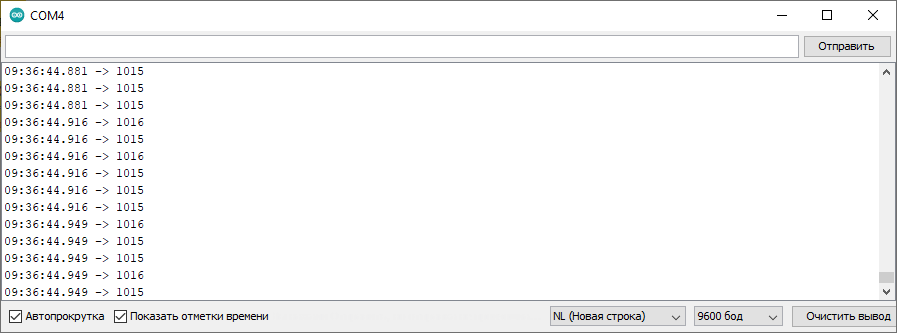 COM4
Отправить
09:36:44.881 -> 1015
09:36:44.881 -> 1015
09:36:44.881 -> 1015
09:36:44.916 -> 1016
09:36:44.916 -> 1015
09:36:44.916 -> 1016
09:36:44.916 -> 1015
09:36:44.916 -> 1015
09:36:44.916 -> 1015
09:36:44.949 -> 1016
09:36:44.949 -> 1015
09:36:44.949 -> 1015
09:36:44.949 -> 1016
09:36:44.949 -> 1015
Автопрокрутка Показать отметки времени NL (Новая строка) 9600 бод Очистить вывод